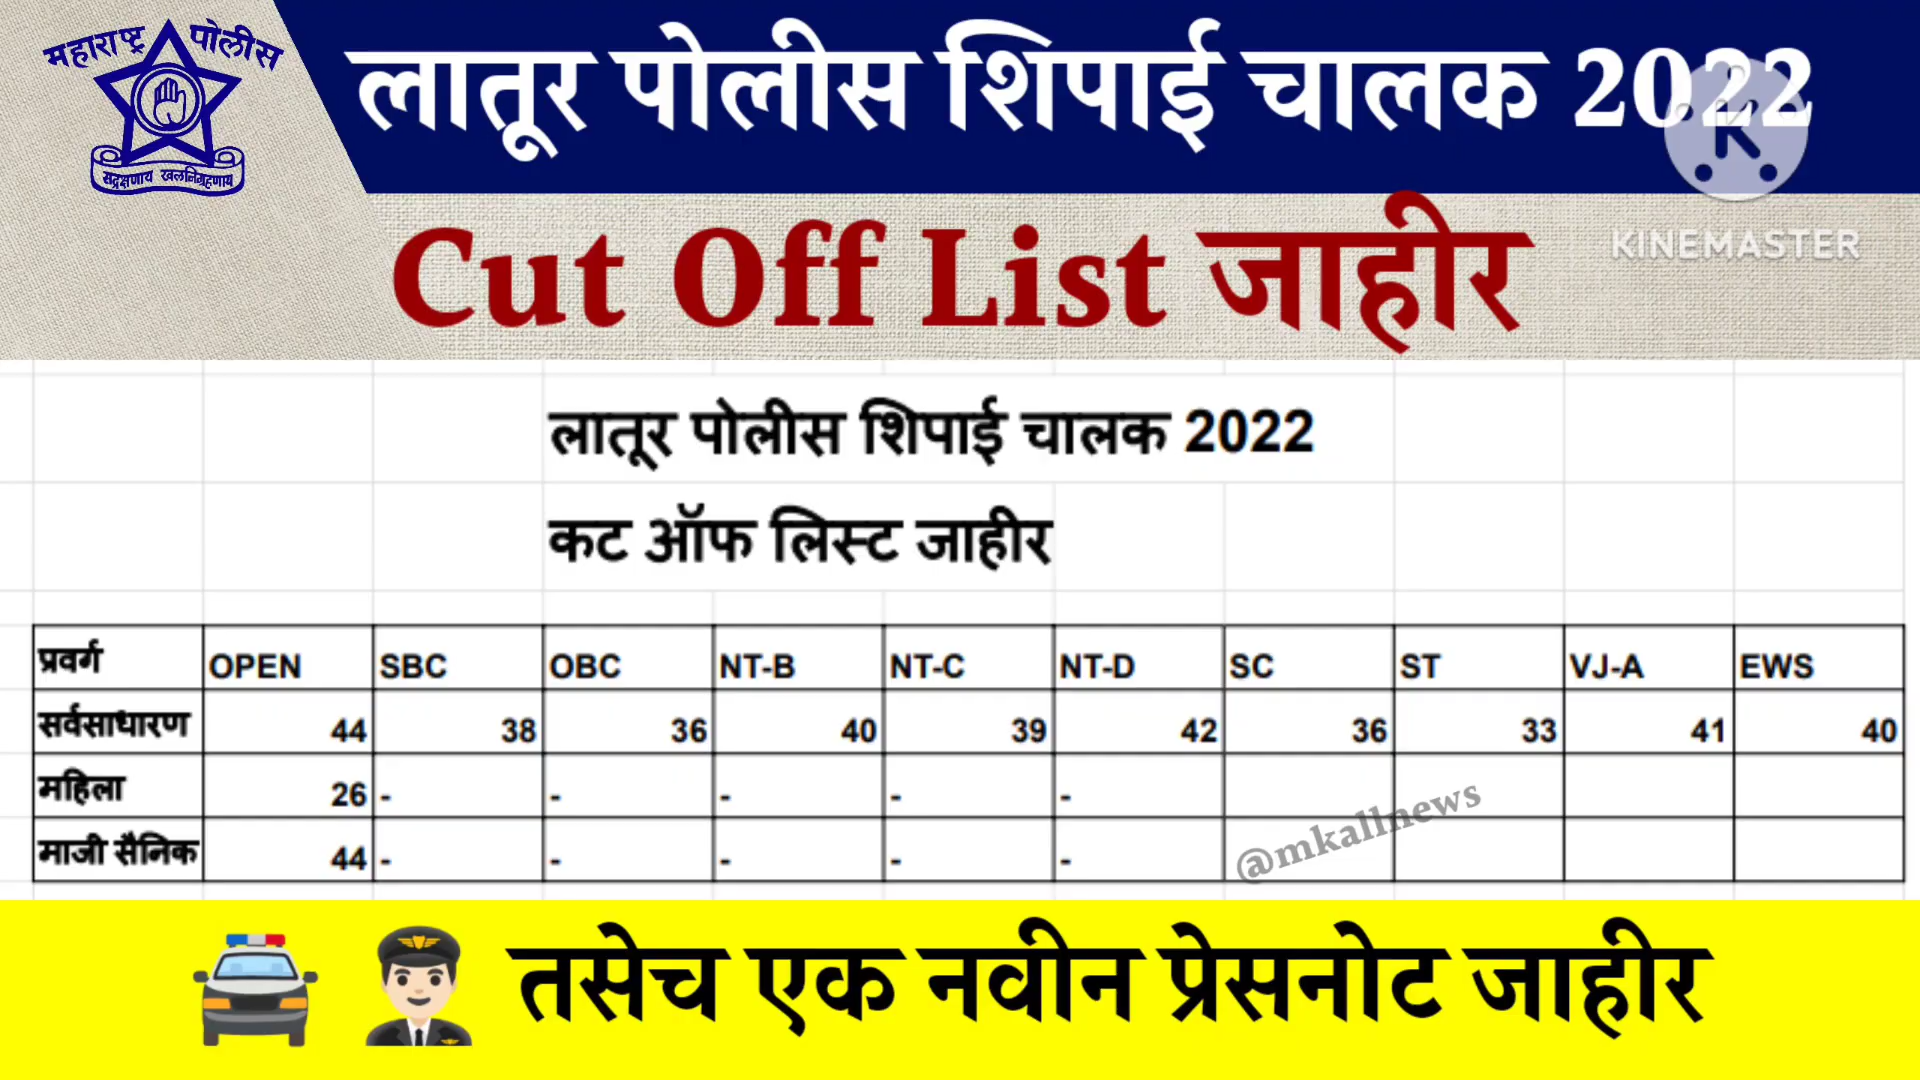 महाराष्ट्र पोलीस
सद्रक्षणाय खलनिग्रहणाय
लातूर पोलीस शिपाई चालक 2022
K
KINEMASTER
Cut Off List जाहीर
लातूर पोलीस शिपाई चालक 2022
कट ऑफ लिस्ट जाहीर
प्रवर्ग OPEN SBC OBC NT-B NT-C NT-D SC ST VJ-A EWS
सर्वसाधारण 44 38 36 40 39 42 36 33 41 40
महिला 26 - - - - -
माजी सैनिक 44 - - - - -
@mkallnews
तसेच एक नवीन प्रेसनोट जाहीर